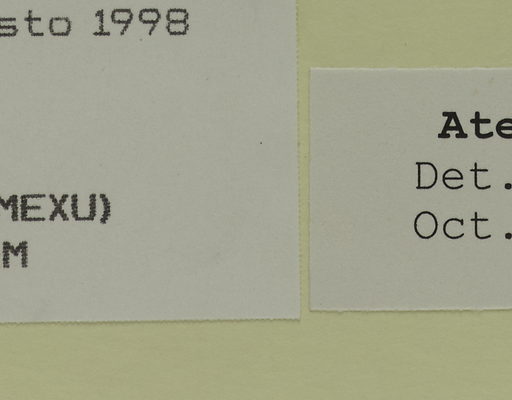 sto 1998
MEXU)
M
Ate
Det.
Oct.